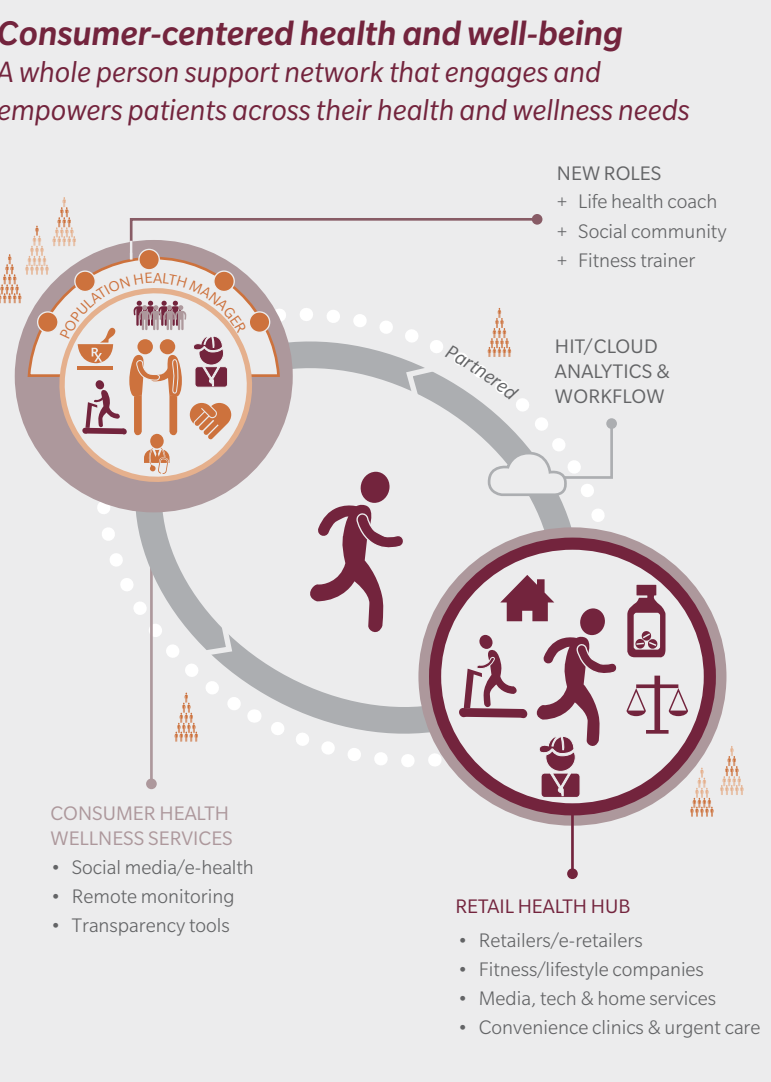 Consumer-centered health and well-being
A whole person support network that engages and
empowers patients across their health and wellness needs
NEW ROLES
+ Life health coach
+ Social community
+ Fitness trainer
POPULATION HEALTH MANAGER
Rx
Partnered
HIT/CLOUD
ANALYTICS &
WORKFLOW
CONSUMER HEALTH
WELLNESS SERVICES
• Social media/e-health
• Remote monitoring
• Transparency tools
RETAIL HEALTH HUB
• Retailers/e-retailers
• Fitness/lifestyle companies
• Media, tech & home services
• Convenience clinics & urgent care